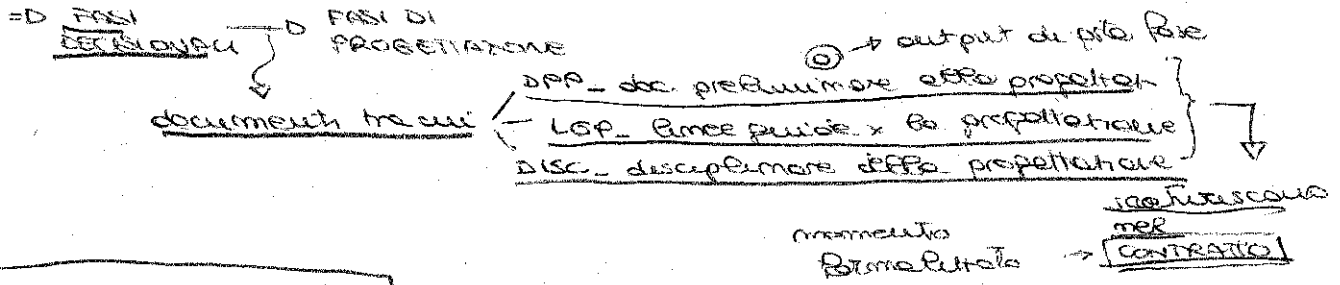 =D FASI DECISIONALI → D FASI DI PROGETTAZIONE
⊙ → output di qsta fase
documenti tra cui
DPP_ doc. preliminare alla progettaz.
LGP_ linee guida x la progettazione
DISC_ disciplinare della progettazione
confluiscono
nel
momento formalizzato → CONTRATTO